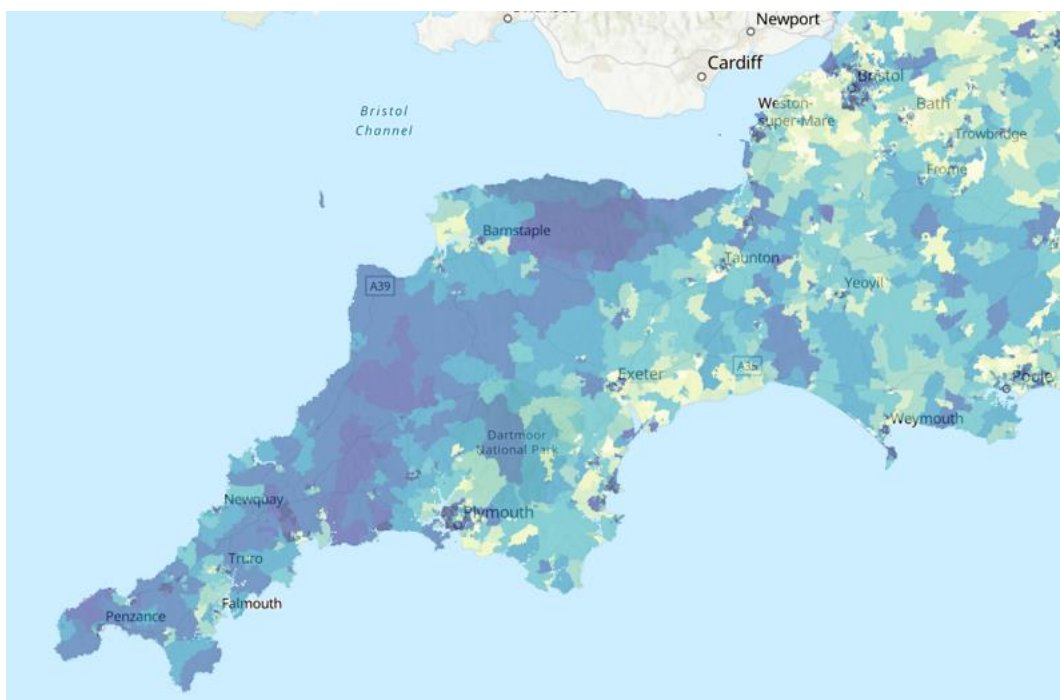 Newport
Cardiff
Bristol
Channel
Bristol
Weston-
super-Mare
Bath
Trowbridge
Frome
Barnstaple
Taunton
A39
Yeovil
Exeter
A35
Poole
Dartmoor
National Park
Weymouth
Newquay
Plymouth
Truro
Falmouth
Penzance